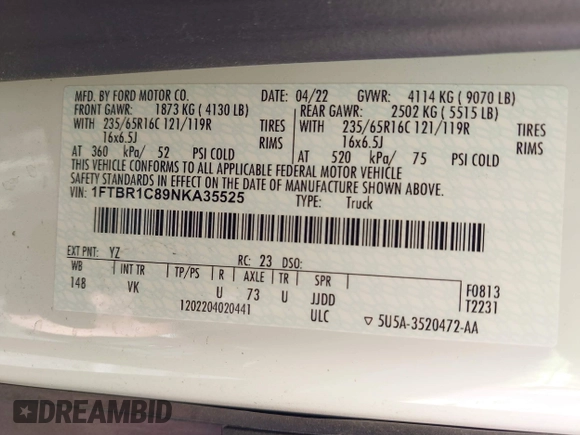 MFD. BY FORD MOTOR CO. DATE: 04/22 GVWR: 4114 KG ( 9070 LB)
FRONT GAWR: 1873 KG ( 4130 LB) REAR GAWR: 2502 KG ( 5515 LB)
WITH 235/65R16C 121/119R TIRES WITH 235/65R16C 121/119R TIRES
16x6.5J RIMS 16x6.5J RIMS
AT 360 kPa/ 52 PSI COLD AT 520 kPa/ 75 PSI COLD
THIS VEHICLE CONFORMS TO ALL APPLICABLE FEDERAL MOTOR VEHICLE
SAFETY STANDARDS IN EFFECT ON THE DATE OF MANUFACTURE SHOWN ABOVE.
VIN: 1FTBR1C89NKA35525 TYPE: Truck
EXT PNT: YZ RC: 23 DSO:
WB INT TR TP/PS R AXLE TR SPR F0813
148 VK U 73 U JJDD T2231
120220402044​1 ULC ▽ 5U5A-3520472-AA
DREAMBID